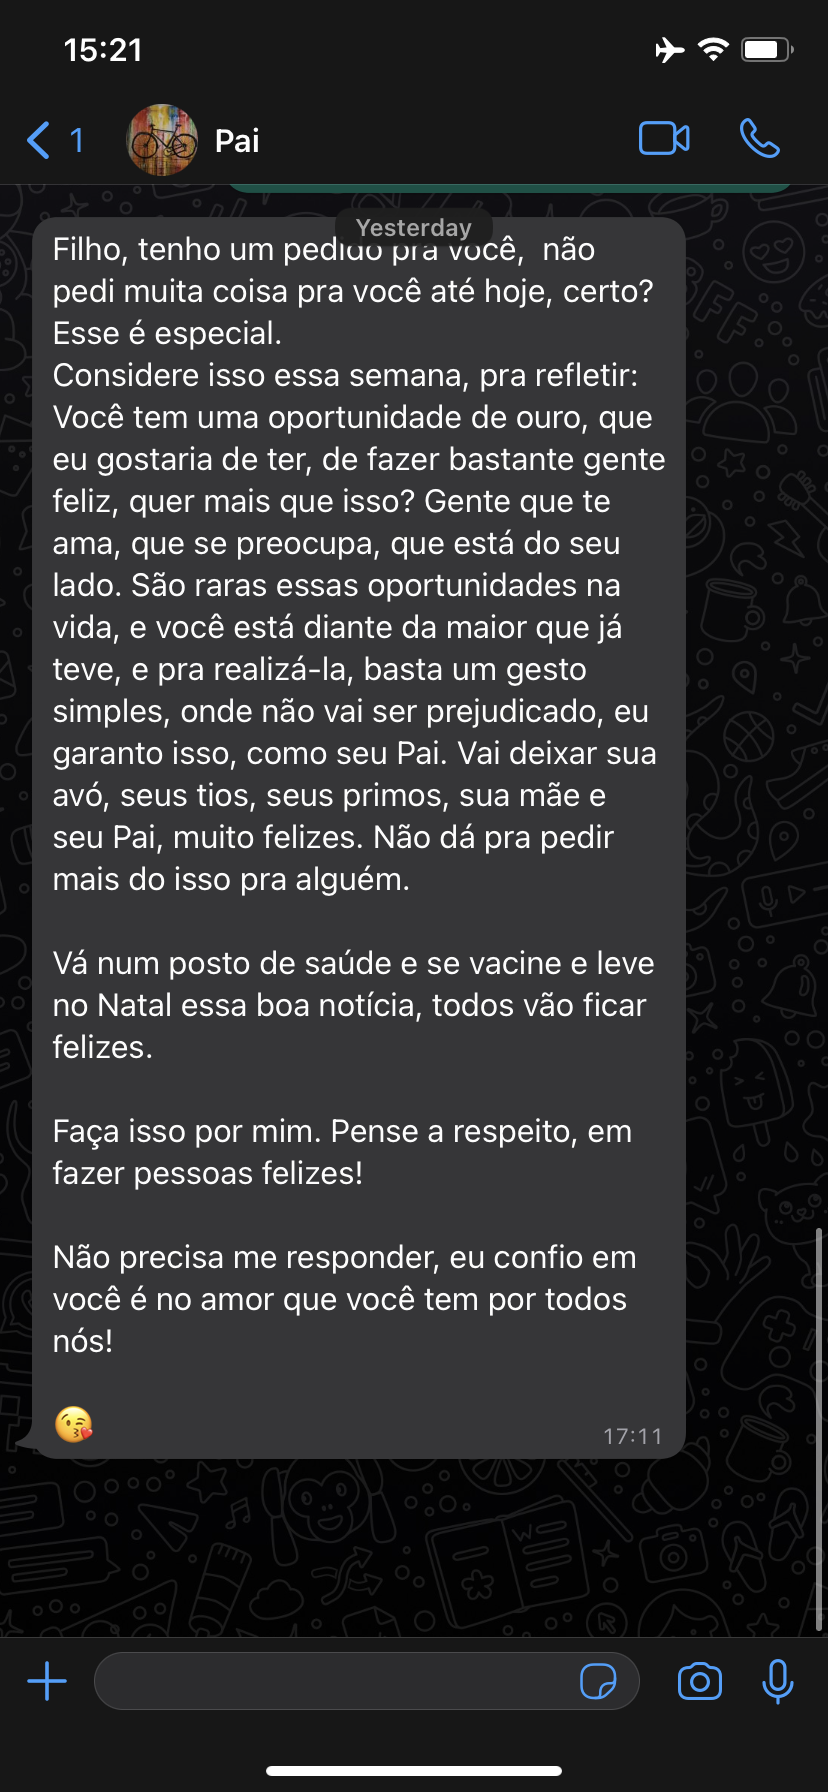 15:21
1
Pai
Yesterday
Filho, tenho um pedido pra você,  não
pedi muita coisa pra você até hoje, certo?
Esse é especial.
Considere isso essa semana, pra refletir:
Você tem uma oportunidade de ouro, que
eu gostaria de ter, de fazer bastante gente
feliz, quer mais que isso? Gente que te
ama, que se preocupa, que está do seu
lado. São raras essas oportunidades na
vida, e você está diante da maior que já
teve, e pra realizá-la, basta um gesto
simples, onde não vai ser prejudicado, eu
garanto isso, como seu Pai. Vai deixar sua
avó, seus tios, seus primos, sua mãe e
seu Pai, muito felizes. Não dá pra pedir
mais do isso pra alguém.
Vá num posto de saúde e se vacine e leve
no Natal essa boa notícia, todos vão ficar
felizes.
Faça isso por mim. Pense a respeito, em
fazer pessoas felizes!
Não precisa me responder, eu confio em
você é no amor que você tem por todos
nós!
😘
17:11